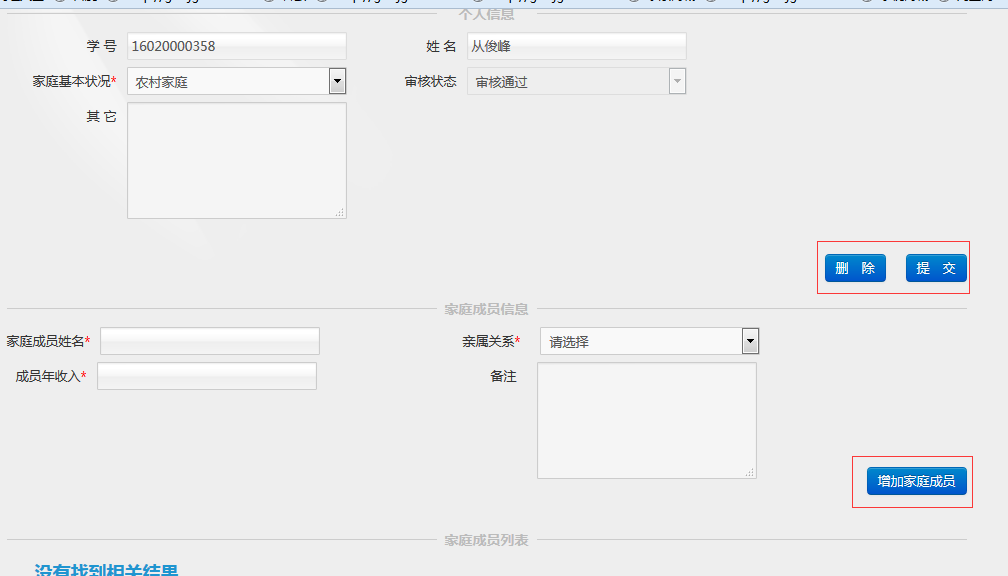 个人信息
学 号 16020000358 姓 名 从俊峰
家庭基本状况* 农村家庭 审核状态 审核通过
其 它
删 除 提 交
家庭成员信息
家庭成员姓名* 亲属关系* 请选择
成员年收入* 备注
增加家庭成员
家庭成员列表
没有找到相关结果